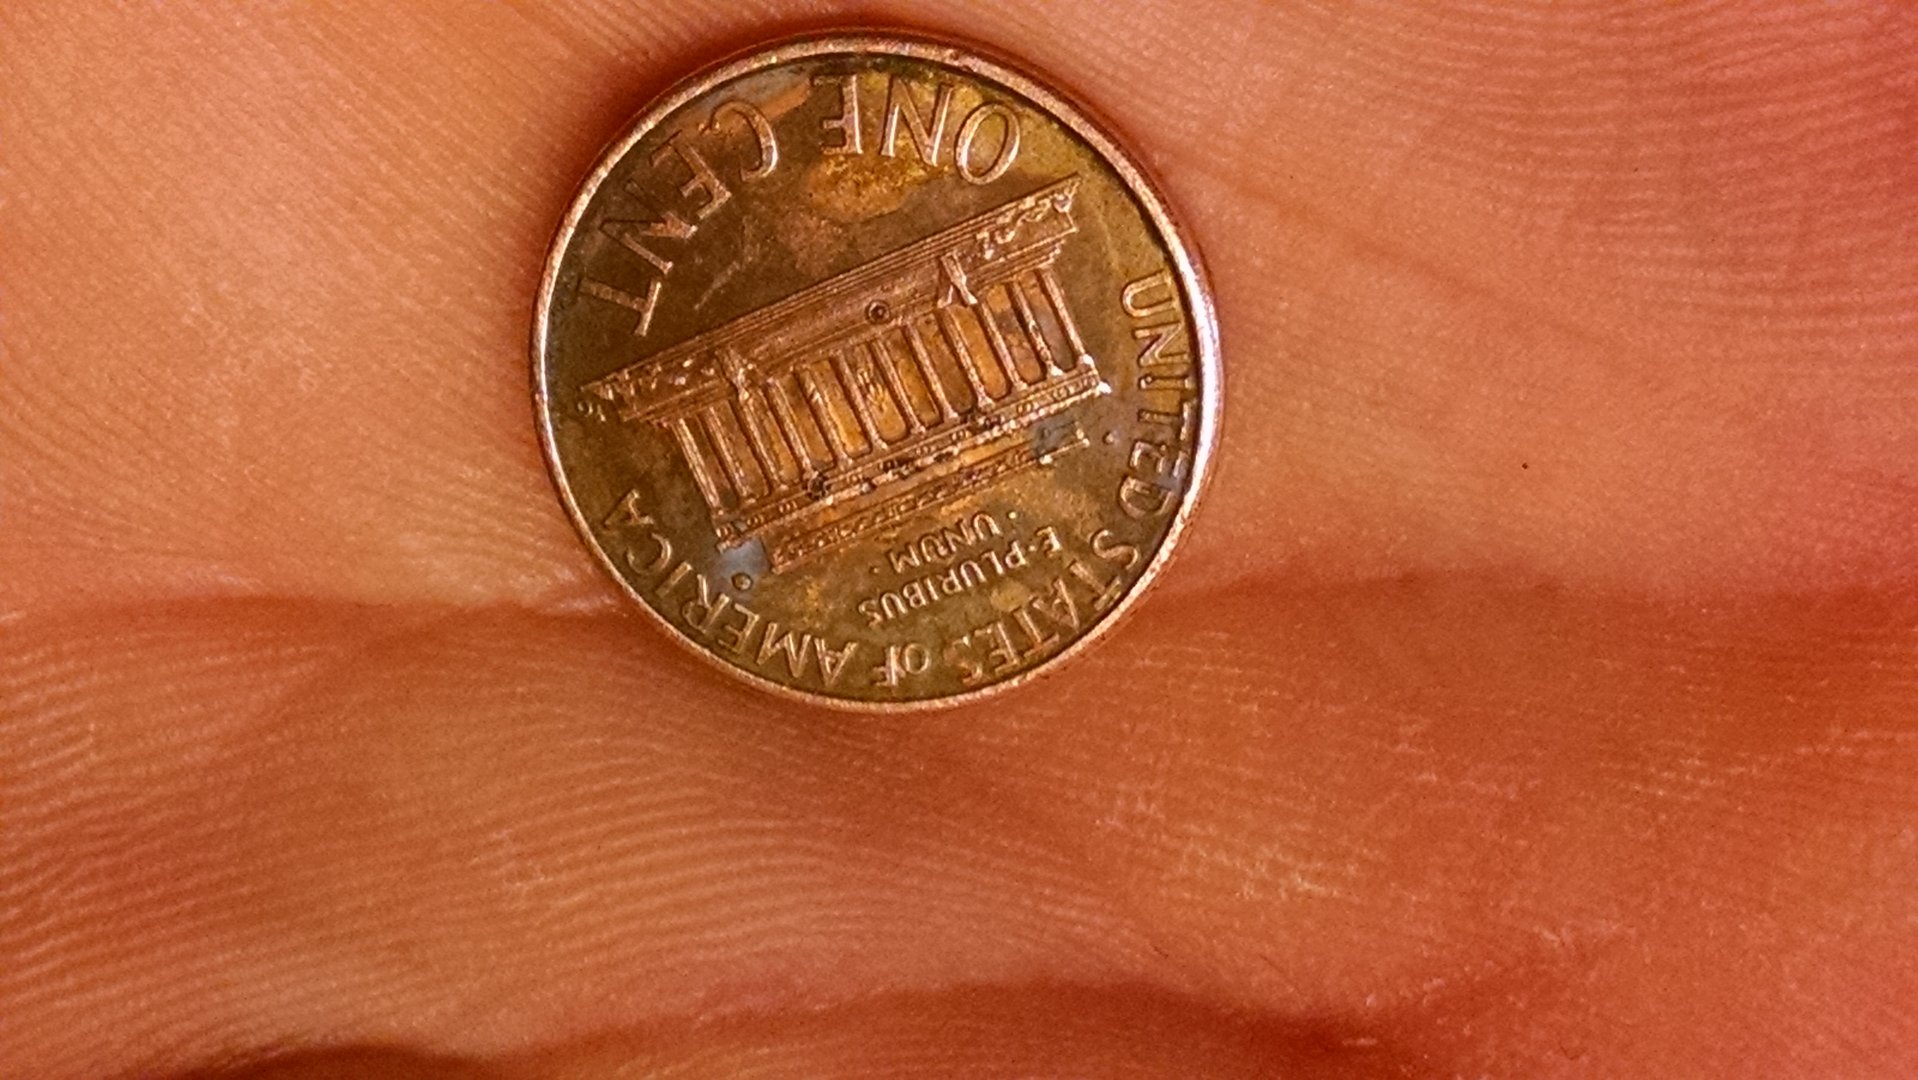 UNITED STATES OF AMERICA
E·PLURIBUS
·UNUM·
ONE CENT